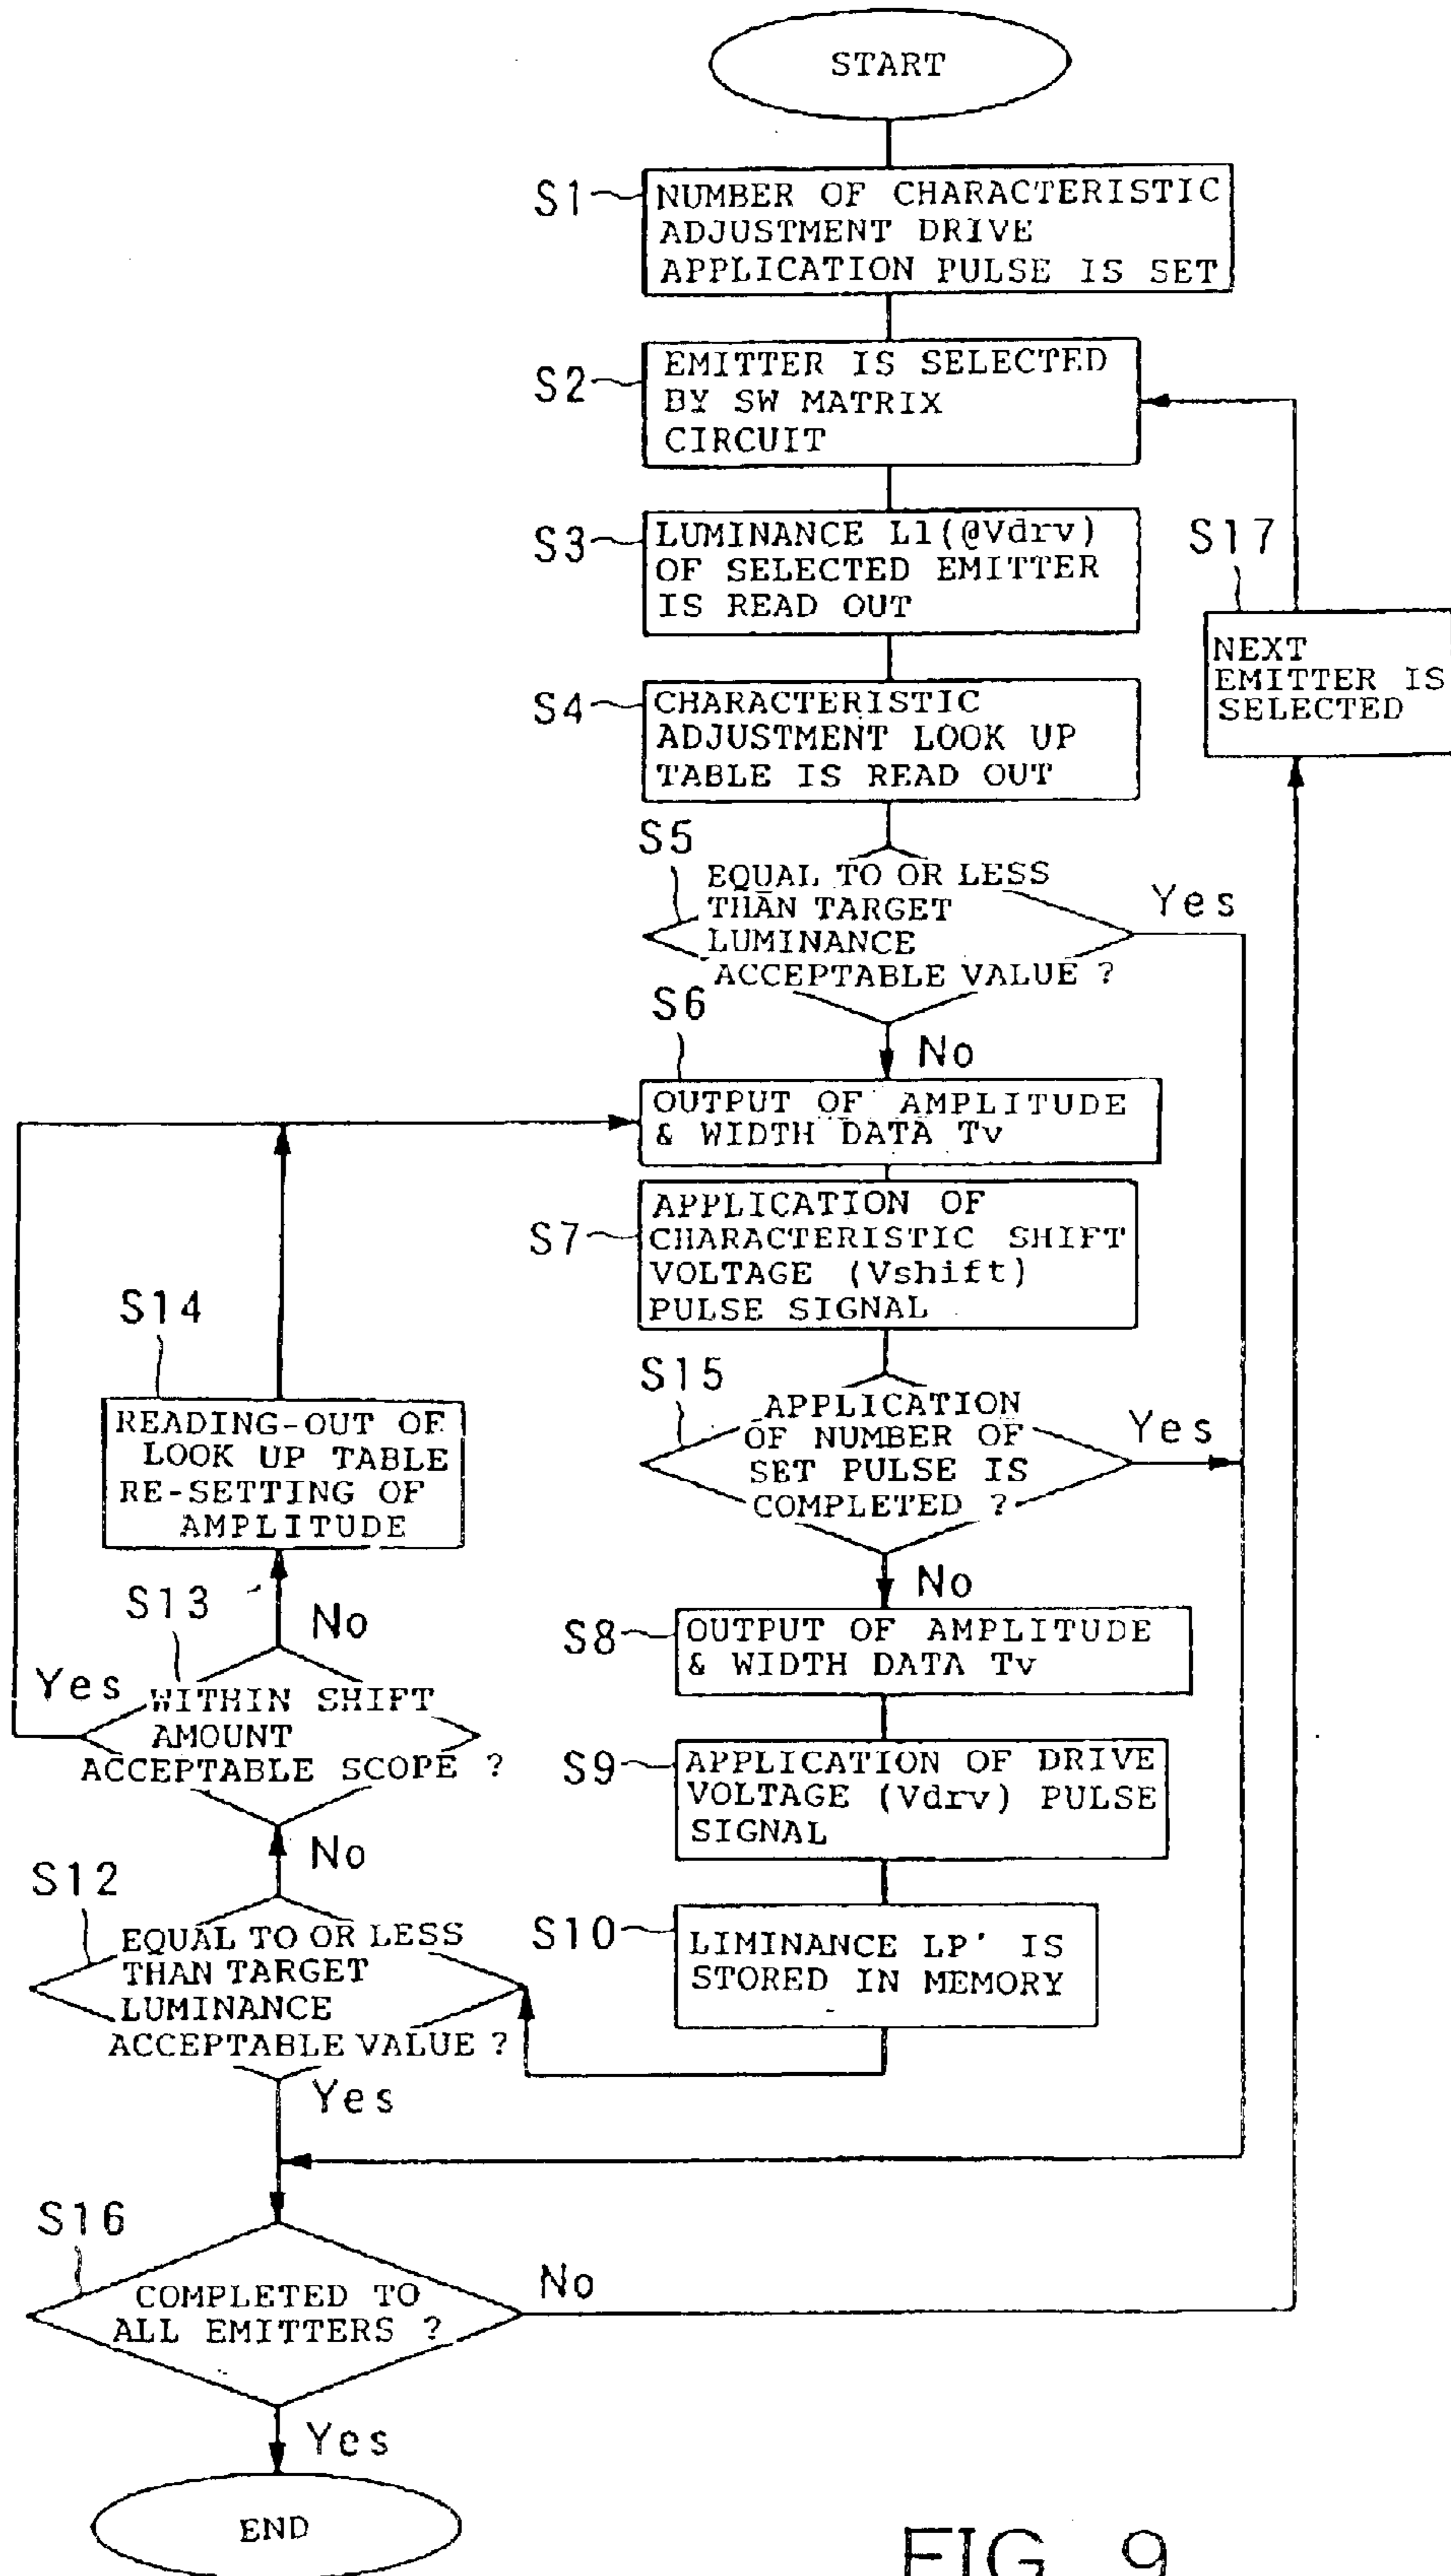 START
S1
NUMBER OF CHARACTERISTIC
ADJUSTMENT DRIVE
APPLICATION PULSE IS SET
S2
EMITTER IS SELECTED
BY SW MATRIX
CIRCUIT
S3
LUMINANCE L1(@Vdrv)
OF SELECTED EMITTER
IS READ OUT
S17
NEXT
EMITTER IS
SELECTED
S4
CHARACTERISTIC
ADJUSTMENT LOOK UP
TABLE IS READ OUT
S5
EQUAL TO OR LESS
THAN TARGET
LUMINANCE
ACCEPTABLE VALUE ?
Yes
No
S6
OUTPUT OF AMPLITUDE
& WIDTH DATA Tv
S7
APPLICATION OF
CHARACTERISTIC SHIFT
VOLTAGE (Vshift)
PULSE SIGNAL
S14
READING-OUT OF
LOOK UP TABLE
RE-SETTING OF
AMPLITUDE
S15
APPLICATION
OF NUMBER OF
SET PULSE IS
COMPLETED ?
Yes
No
S13
No
Yes
WITHIN SHIFT
AMOUNT
ACCEPTABLE SCOPE ?
S8
OUTPUT OF AMPLITUDE
& WIDTH DATA Tv
S9
APPLICATION OF DRIVE
VOLTAGE (Vdrv) PULSE
SIGNAL
No
S12
EQUAL TO OR LESS
THAN TARGET
LUMINANCE
ACCEPTABLE VALUE ?
S10
LIMINANCE LP' IS
STORED IN MEMORY
Yes
S16
COMPLETED TO
ALL EMITTERS ?
No
Yes
END
FIG. 9